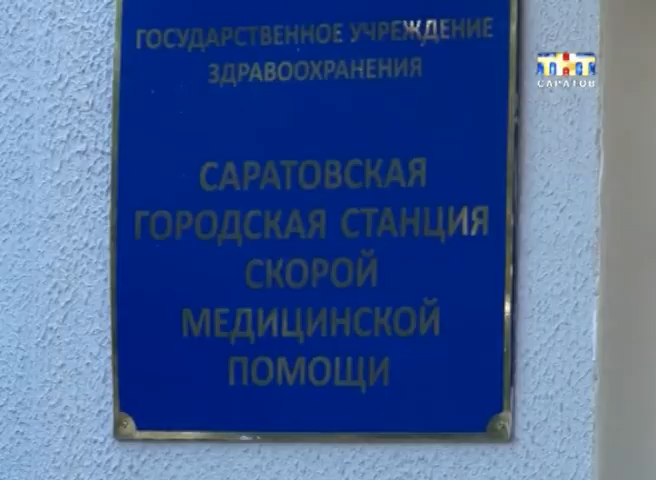 ГОСУДАРСТВЕННОЕ УЧРЕЖДЕНИЕ
ЗДРАВООХРАНЕНИЯ
ТНТ
САРАТОВ
САРАТОВСКАЯ
ГОРОДСКАЯ СТАНЦИЯ
СКОРОЙ
МЕДИЦИНСКОЙ
ПОМОЩИ